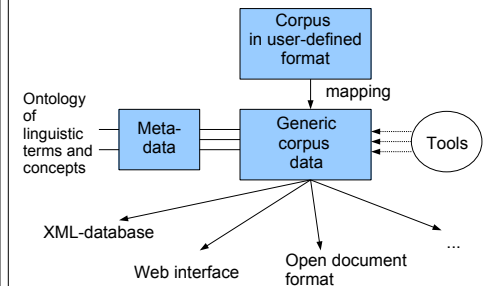 Corpus
in user-defined
format
mapping
Ontology
of
linguistic
terms and
concepts
Meta-
data
Generic
corpus
data
Tools
XML-database
Web interface
Open document
format
...